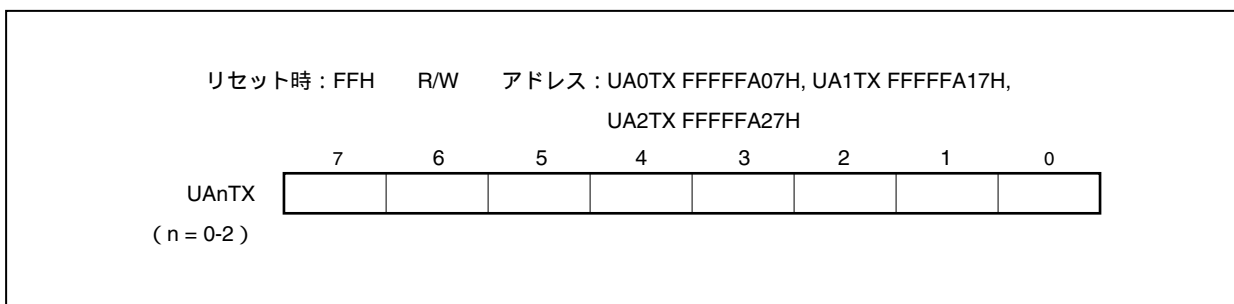 リセット時：FFH R/W アドレス：UA0TX FFFFFA07H, UA1TX FFFFFA17H,
UA2TX FFFFFA27H
7 6 5 4 3 2 1 0
UAnTX
（n = 0-2）